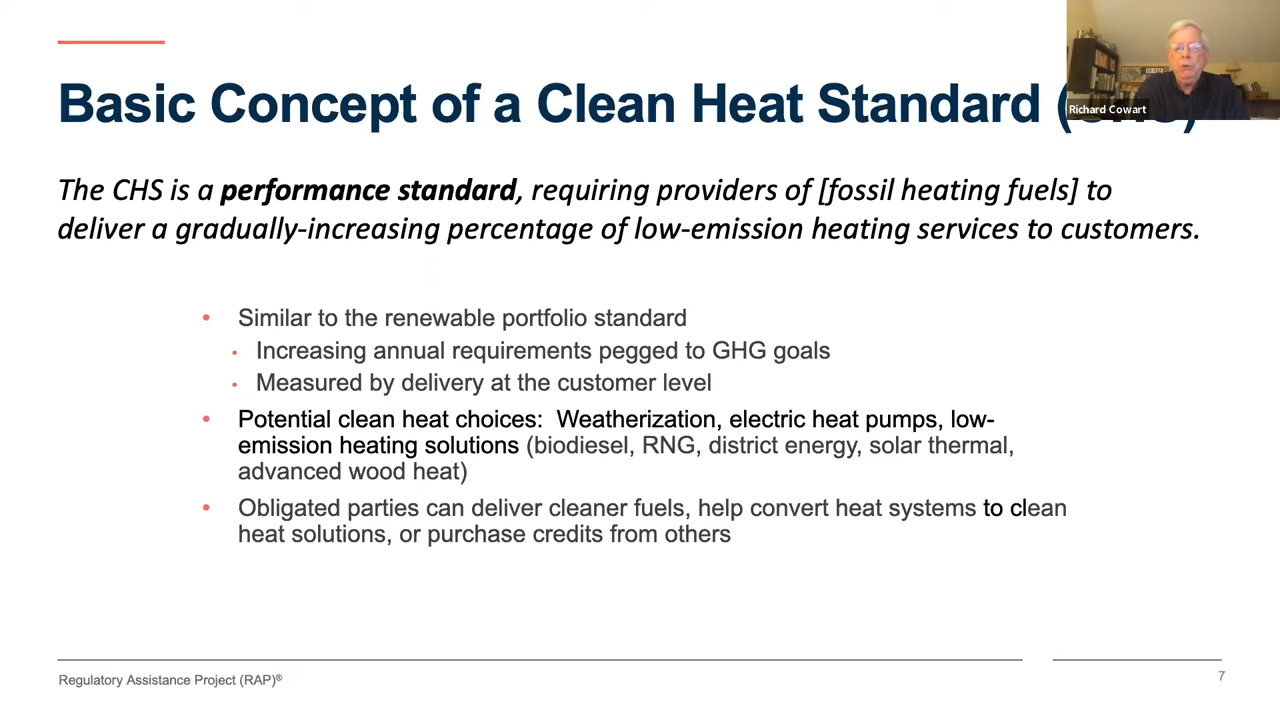 Basic Concept of a Clean Heat Standard
Richard Cowart
The CHS is a performance standard, requiring providers of [fossil heating fuels] to
deliver a gradually-increasing percentage of low-emission heating services to customers.
• Similar to the renewable portfolio standard
• Increasing annual requirements pegged to GHG goals
• Measured by delivery at the customer level
• Potential clean heat choices:  Weatherization, electric heat pumps, low-
emission heating solutions (biodiesel, RNG, district energy, solar thermal,
advanced wood heat)
• Obligated parties can deliver cleaner fuels, help convert heat systems to clean
heat solutions, or purchase credits from others
Regulatory Assistance Project (RAP)®
7